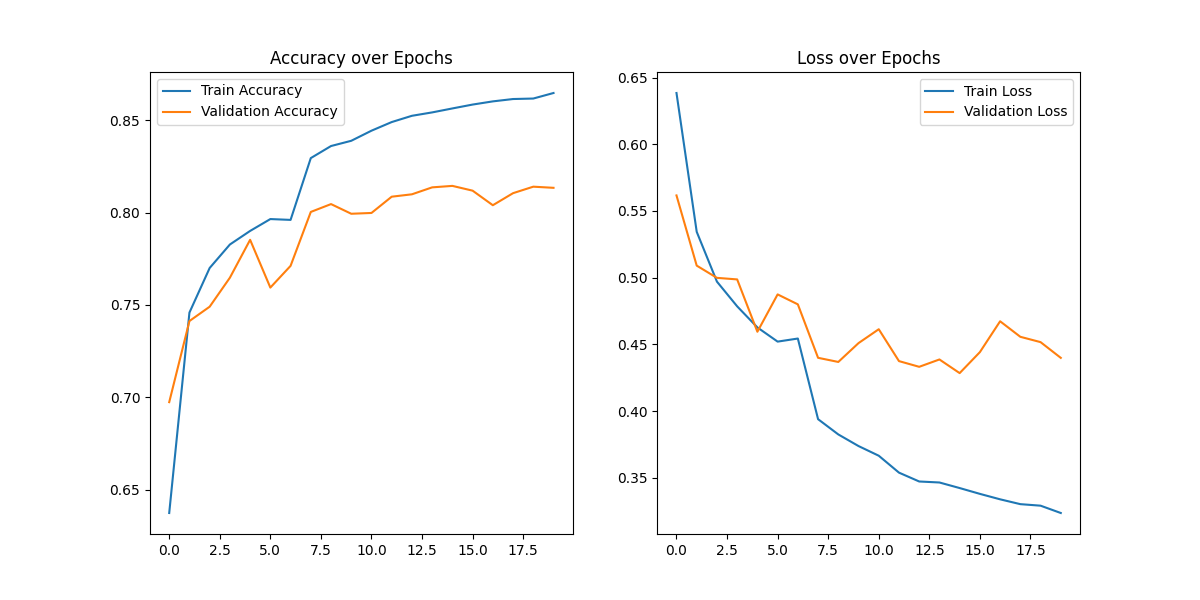 Accuracy over Epochs
Train Accuracy
Validation Accuracy
0.85
0.80
0.75
0.70
0.65
0.0 2.5 5.0 7.5 10.0 12.5 15.0 17.5
Loss over Epochs
Train Loss
Validation Loss
0.65
0.60
0.55
0.50
0.45
0.40
0.35
0.0 2.5 5.0 7.5 10.0 12.5 15.0 17.5